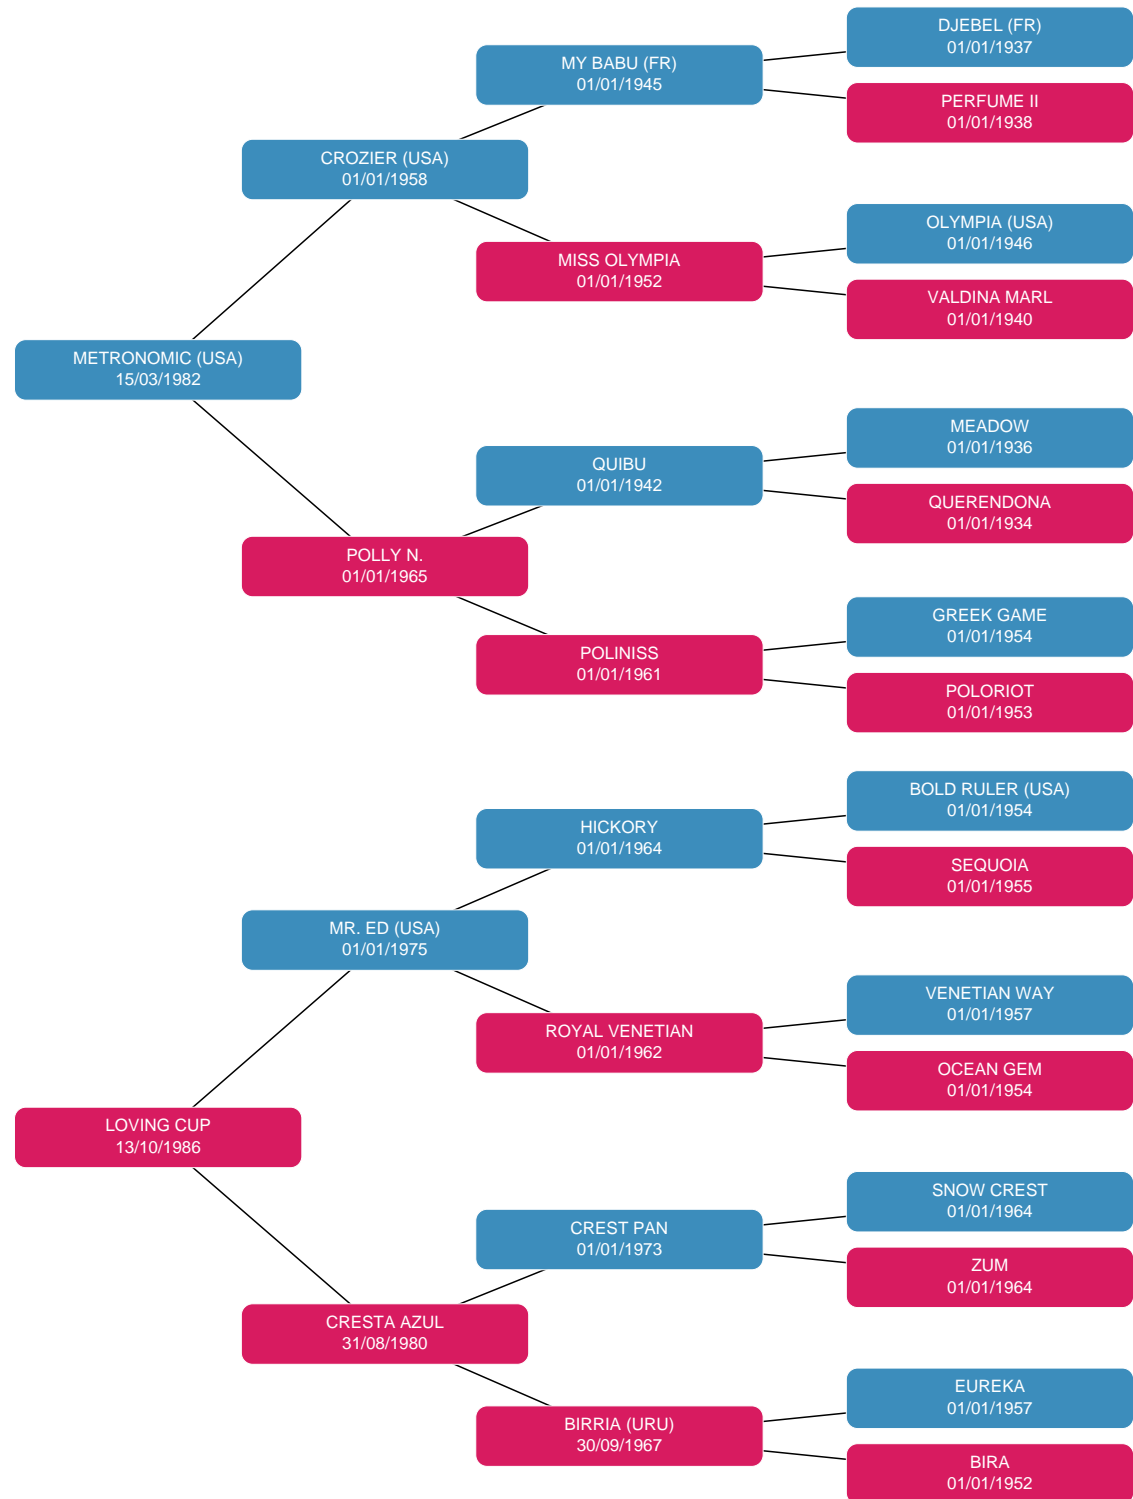 DJEBEL (FR)
01/01/1937
MY BABU (FR)
01/01/1945
PERFUME II
01/01/1938
CROZIER (USA)
01/01/1958
OLYMPIA (USA)
01/01/1946
MISS OLYMPIA
01/01/1952
VALDINA MARL
01/01/1940
METRONOMIC (USA)
15/03/1982
MEADOW
01/01/1936
QUIBU
01/01/1942
QUERENDONA
01/01/1934
POLLY N.
01/01/1965
GREEK GAME
01/01/1954
POLINISS
01/01/1961
POLORIOT
01/01/1953
BOLD RULER (USA)
01/01/1954
HICKORY
01/01/1964
SEQUOIA
01/01/1955
MR. ED (USA)
01/01/1975
VENETIAN WAY
01/01/1957
ROYAL VENETIAN
01/01/1962
OCEAN GEM
01/01/1954
LOVING CUP
13/10/1986
SNOW CREST
01/01/1964
CREST PAN
01/01/1973
ZUM
01/01/1964
CRESTA AZUL
31/08/1980
EUREKA
01/01/1957
BIRRIA (URU)
30/09/1967
BIRA
01/01/1952